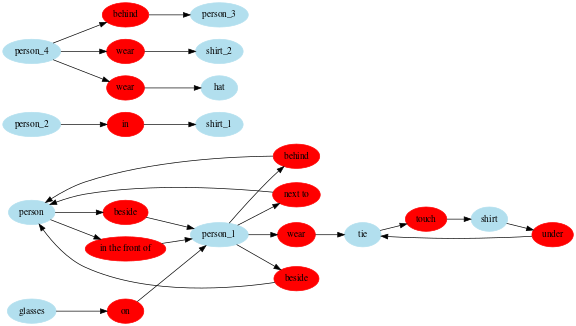 behind
person_3
person_4
wear
shirt_2
wear
hat
person_2
in
shirt_1
behind
next to
person
beside
in the front of
person_1
wear
tie
touch
shirt
under
beside
glasses
on